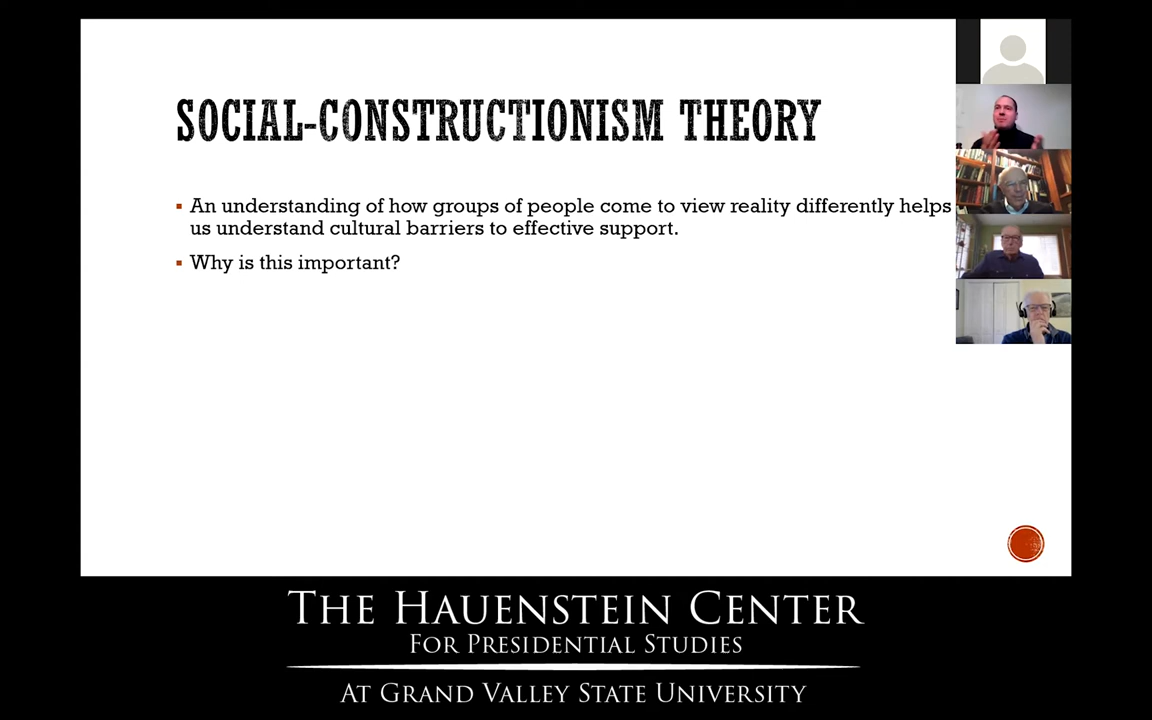 SOCIAL-CONSTRUCTIONISM THEORY
▪ An understanding of how groups of people come to view reality differently helps
us understand cultural barriers to effective support.
▪ Why is this important?
THE HAUENSTEIN CENTER
FOR PRESIDENTIAL STUDIES
AT GRAND VALLEY STATE UNIVERSITY